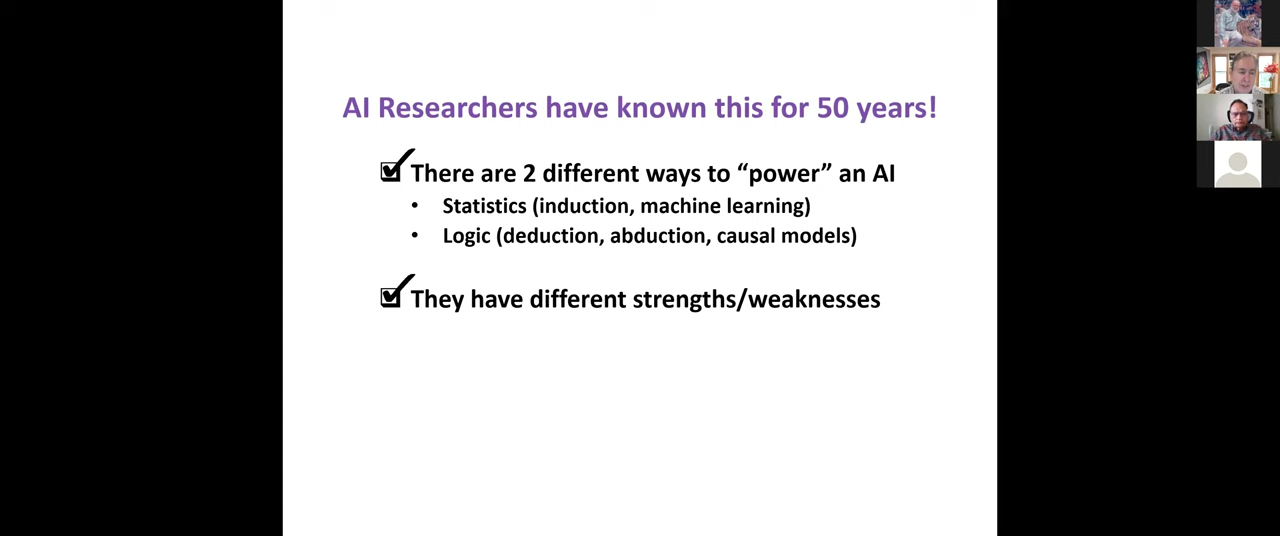 AI Researchers have known this for 50 years!
There are 2 different ways to “power” an AI
• Statistics (induction, machine learning)
• Logic (deduction, abduction, causal models)
They have different strengths/weaknesses